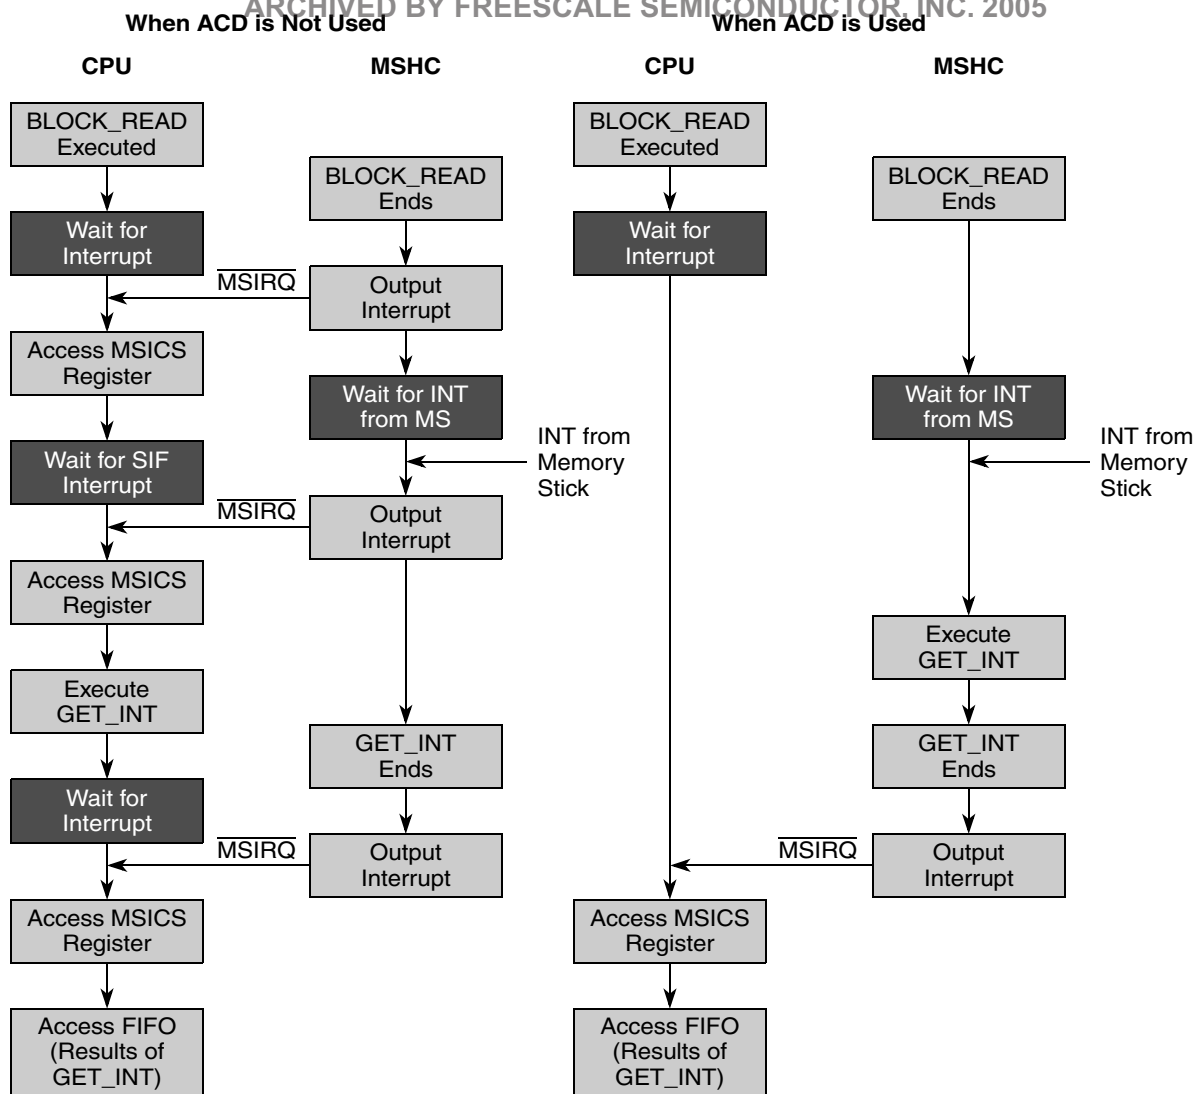 ARCHIVED BY FREESCALE SEMICONDUCTOR, INC. 2005
When ACD is Not Used
When ACD is Used
CPU
MSHC
CPU
MSHC
BLOCK_READ
Executed
BLOCK_READ
Ends
Wait for
Interrupt
MSIRQ
Output
Interrupt
Access MSICS
Register
Wait for INT
from MS
INT from
Memory
Stick
Wait for SIF
Interrupt
MSIRQ
Output
Interrupt
Access MSICS
Register
Execute
GET_INT
GET_INT
Ends
Wait for
Interrupt
MSIRQ
Output
Interrupt
Access MSICS
Register
Access FIFO
(Results of
GET_INT)
BLOCK_READ
Executed
BLOCK_READ
Ends
Wait for
Interrupt
Wait for INT
from MS
INT from
Memory
Stick
Execute
GET_INT
GET_INT
Ends
MSIRQ
Output
Interrupt
Access MSICS
Register
Access FIFO
(Results of
GET_INT)